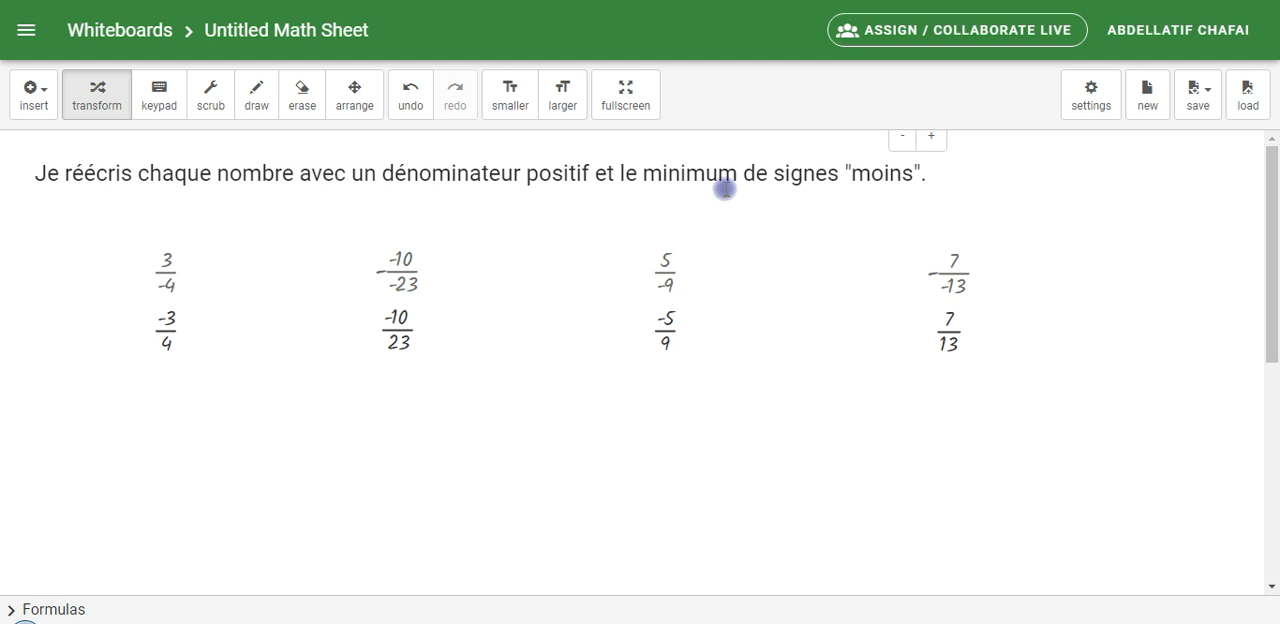 Whiteboards > Untitled Math Sheet ASSIGN / COLLABORATE LIVE ABDELLATIF CHAFAI
insert transform keypad scrub draw erase arrange undo redo smaller larger fullscreen settings new save load
- +
Je réécris chaque nombre avec un dénominateur positif et le minimum de signes "moins".
3/-4 --10/-23 5/-9 -7/-13
-3/4 -10/23 -5/9 7/13
Formulas